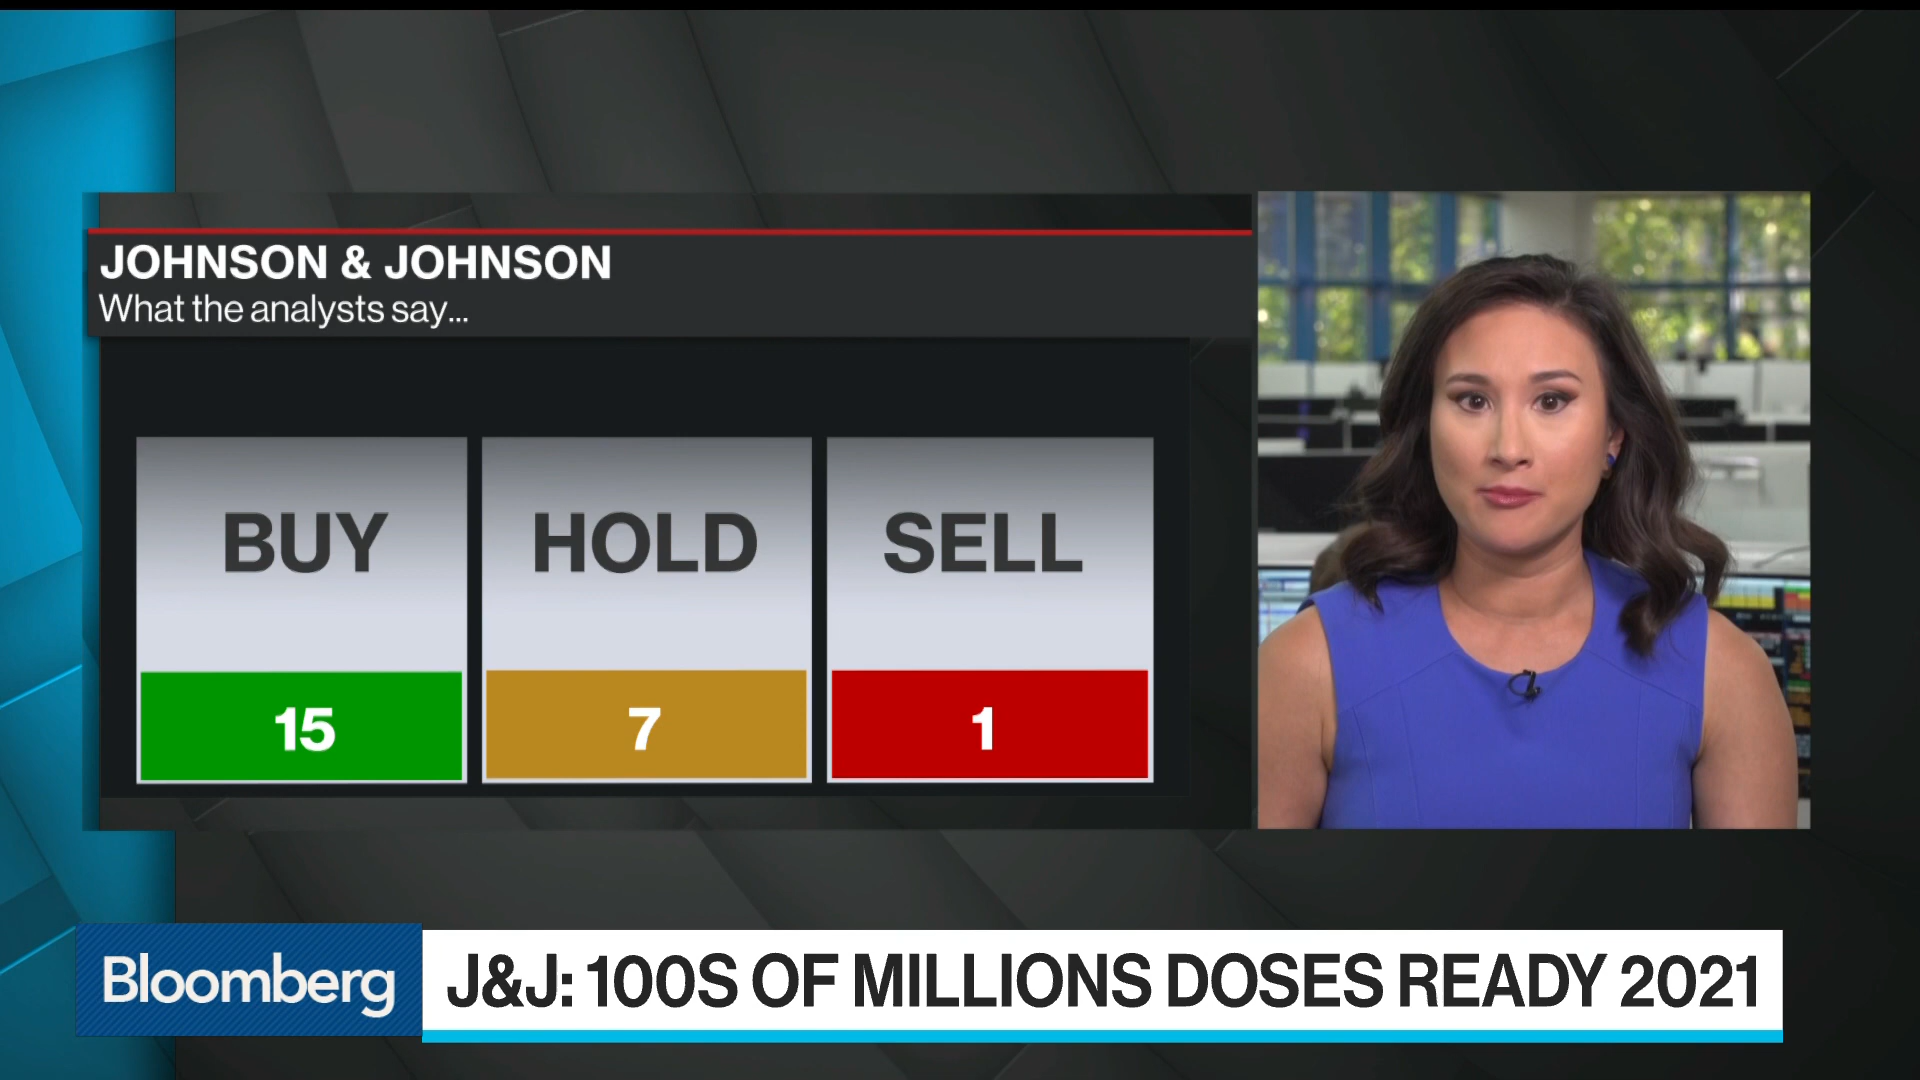 JOHNSON & JOHNSON
What the analysts say...
BUY
HOLD
SELL
15
7
1
Bloomberg
J&J: 100S OF MILLIONS DOSES READY 2021